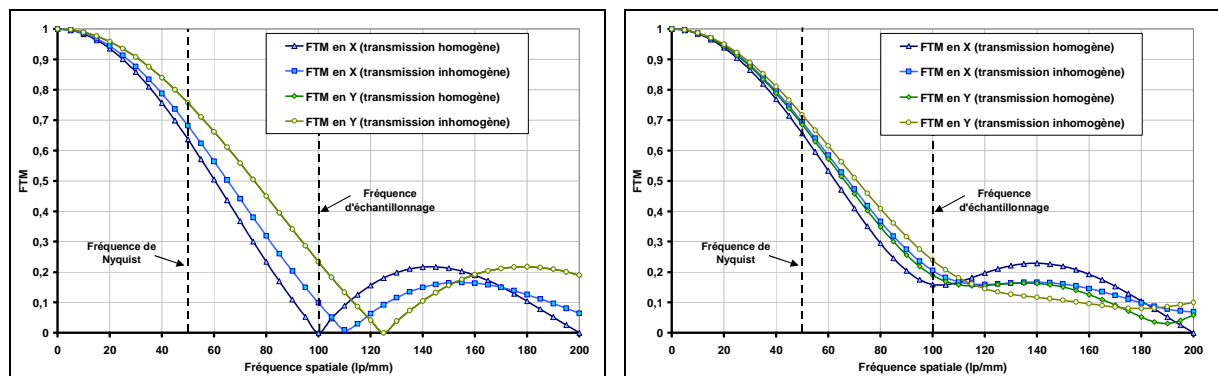 1
0,9
0,8
0,7
0,6
0,5
0,4
0,3
0,2
0,1
0
FTM
0 20 40 60 80 100 120 140 160 180 200
Fréquence spatiale (lp/mm)
FTM en X (transmission homogène)
FTM en X (transmission inhomogène)
FTM en Y (transmission homogène)
FTM en Y (transmission inhomogène)
Fréquence
d'échantillonnage
Fréquence de
Nyquist
1
0,9
0,8
0,7
0,6
0,5
0,4
0,3
0,2
0,1
0
FTM
0 20 40 60 80 100 120 140 160 180 200
Fréquence spatiale (lp/mm)
FTM en X (transmission homogène)
FTM en X (transmission inhomogène)
FTM en Y (transmission homogène)
FTM en Y (transmission inhomogène)
Fréquence
d'échantillonnage
Fréquence de
Nyquist